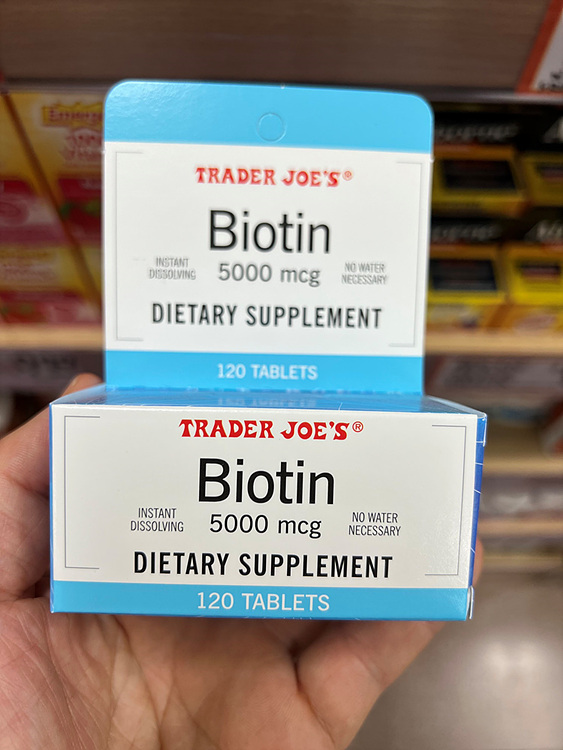 TRADER JOE'S®
Biotin
INSTANT
DISSOLVING
5000 mcg
NO WATER
NECESSARY
DIETARY SUPPLEMENT
120 TABLETS
TRADER JOE'S®
Biotin
INSTANT
DISSOLVING
5000 mcg
NO WATER
NECESSARY
DIETARY SUPPLEMENT
120 TABLETS